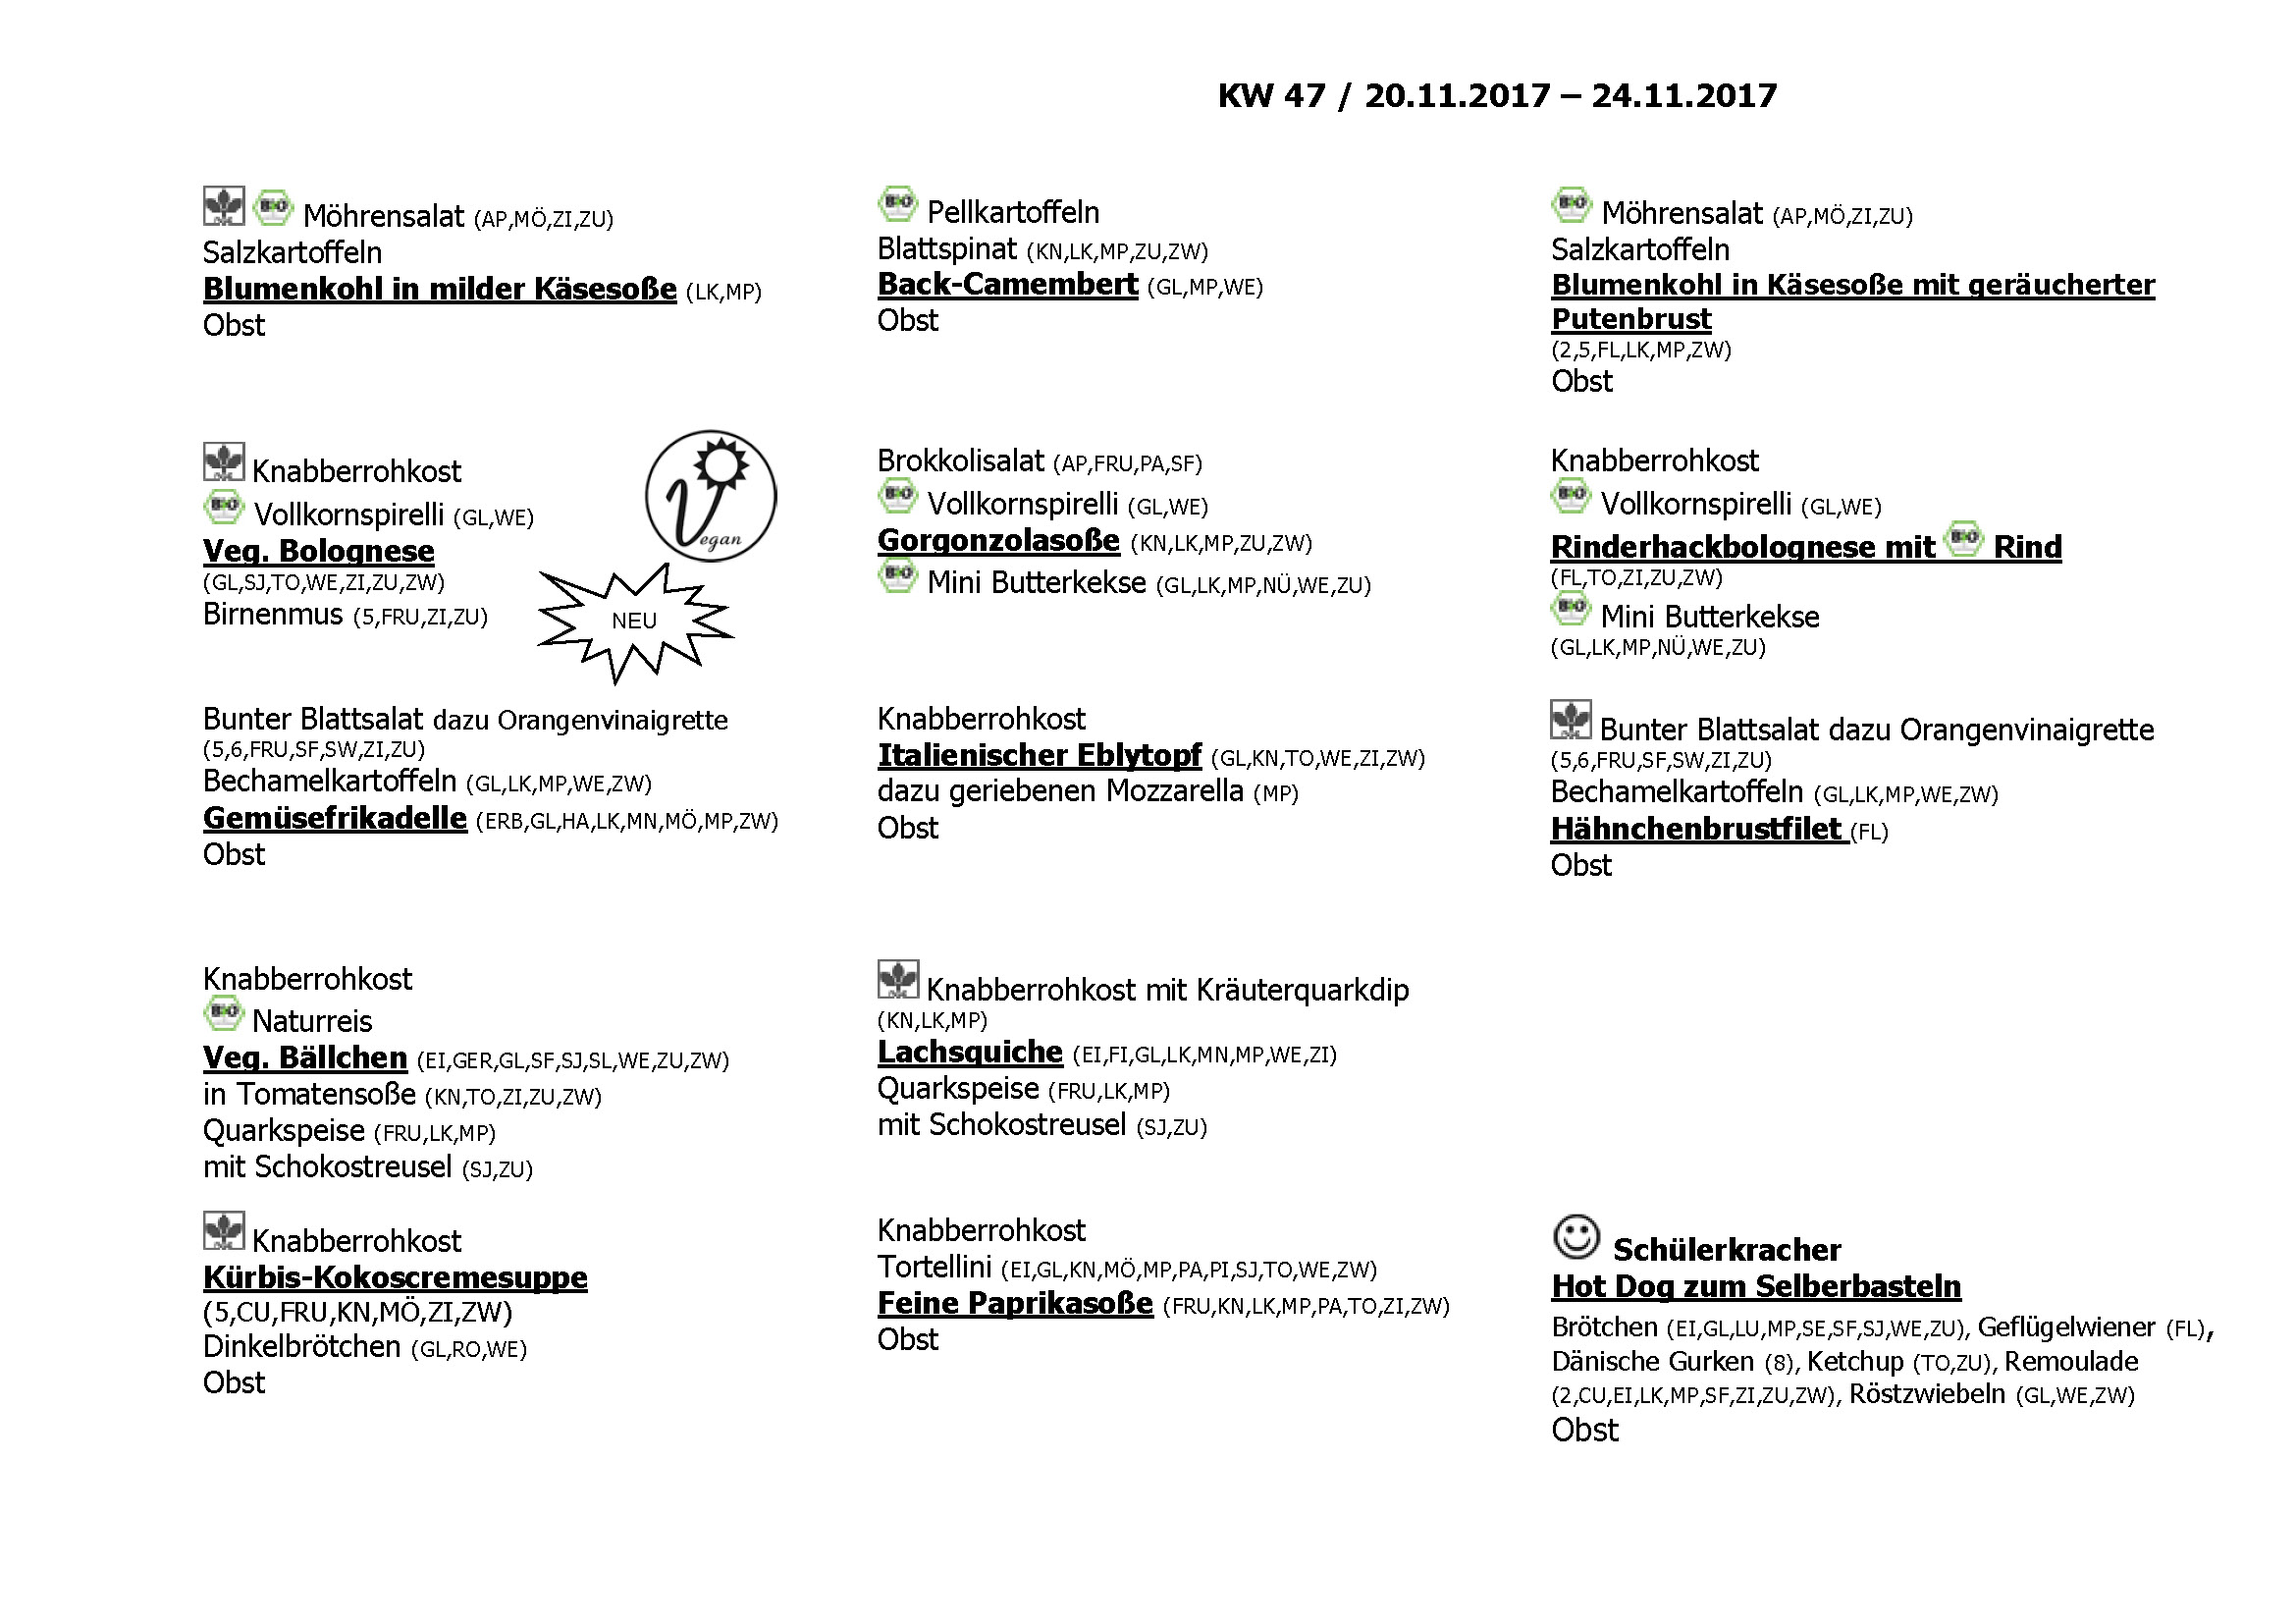 KW 47 / 20.11.2017 – 24.11.2017
Möhrensalat (AP,MÖ,ZI,ZU)
Salzkartoffeln
Blumenkohl in milder Käsesoße (LK,MP)
Obst
Pellkartoffeln
Blattspinat (KN,LK,MP,ZU,ZW)
Back-Camembert (GL,MP,WE)
Obst
Möhrensalat (AP,MÖ,ZI,ZU)
Salzkartoffeln
Blumenkohl in Käsesoße mit geräucherter
Putenbrust
(2,5,FL,LK,MP,ZW)
Obst
Knabberrohkost
Vollkornspirelli (GL,WE)
Veg. Bolognese
(GL,SJ,TO,WE,ZI,ZU,ZW)
Birnenmus (5,FRU,ZI,ZU)
Vegan
NEU
Brokkolisalat (AP,FRU,PA,SF)
Vollkornspirelli (GL,WE)
Gorgonzolasoße (KN,LK,MP,ZU,ZW)
Mini Butterkekse (GL,LK,MP,NÜ,WE,ZU)
Knabberrohkost
Vollkornspirelli (GL,WE)
Rinderhackbolognese mit BIO Rind
(FL,TO,ZI,ZU,ZW)
Mini Butterkekse
(GL,LK,MP,NÜ,WE,ZU)
Bunter Blattsalat dazu Orangenvinaigrette
(5,6,FRU,SF,SW,ZI,ZU)
Bechamelkartoffeln (GL,LK,MP,WE,ZW)
Gemüsefrikadelle (ERB,GL,HA,LK,MN,MÖ,MP,ZW)
Obst
Knabberrohkost
Italienischer Eblytopf (GL,KN,TO,WE,ZI,ZW)
dazu geriebenen Mozzarella (MP)
Obst
Bunter Blattsalat dazu Orangenvinaigrette
(5,6,FRU,SF,SW,ZI,ZU)
Bechamelkartoffeln (GL,LK,MP,WE,ZW)
Hähnchenbrustfilet (FL)
Obst
Knabberrohkost
Naturreis
Veg. Bällchen (EI,GER,GL,SF,SJ,SL,WE,ZU,ZW)
in Tomatensoße (KN,TO,ZI,ZU,ZW)
Quarkspeise (FRU,LK,MP)
mit Schokostreusel (SJ,ZU)
Knabberrohkost mit Kräuterquarkdip
(KN,LK,MP)
Lachsquiche (EI,FI,GL,LK,MN,MP,WE,ZI)
Quarkspeise (FRU,LK,MP)
mit Schokostreusel (SJ,ZU)
Knabberrohkost
Kürbis-Kokoscremesuppe
(5,CU,FRU,KN,MÖ,ZI,ZW)
Dinkelbrötchen (GL,RO,WE)
Obst
Knabberrohkost
Tortellini (EI,GL,KN,MÖ,MP,PA,PI,SJ,TO,WE,ZW)
Feine Paprikasoße (FRU,KN,LK,MP,PA,TO,ZI,ZW)
Obst
Schülerkracher
Hot Dog zum Selberbasteln
Brötchen (EI,GL,LU,MP,SE,SF,SJ,WE,ZU), Geflügelwiener (FL),
Dänische Gurken (8), Ketchup (TO,ZU), Remoulade
(2,CU,EI,LK,MP,SF,ZI,ZU,ZW), Röstzwiebeln (GL,WE,ZW)
Obst